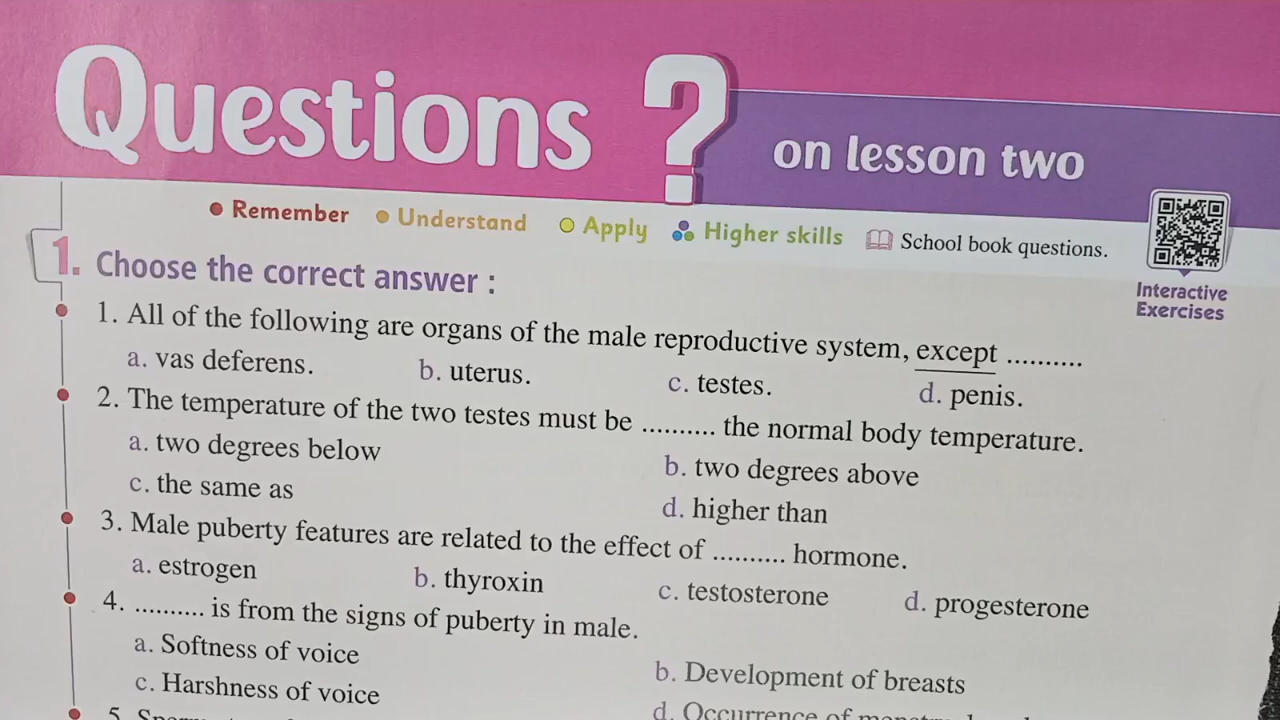 Questions ?
on lesson two
Remember Understand Apply Higher skills School book questions.
Interactive
Exercises
1. Choose the correct answer :
1. All of the following are organs of the male reproductive system, except ..........
a. vas deferens. b. uterus. c. testes. d. penis.
2. The temperature of the two testes must be .......... the normal body temperature.
a. two degrees below b. two degrees above
c. the same as d. higher than
3. Male puberty features are related to the effect of .......... hormone.
a. estrogen b. thyroxin c. testosterone d. progesterone
4. .......... is from the signs of puberty in male.
a. Softness of voice b. Development of breasts
c. Harshness of voice d. Occurrence of
5.